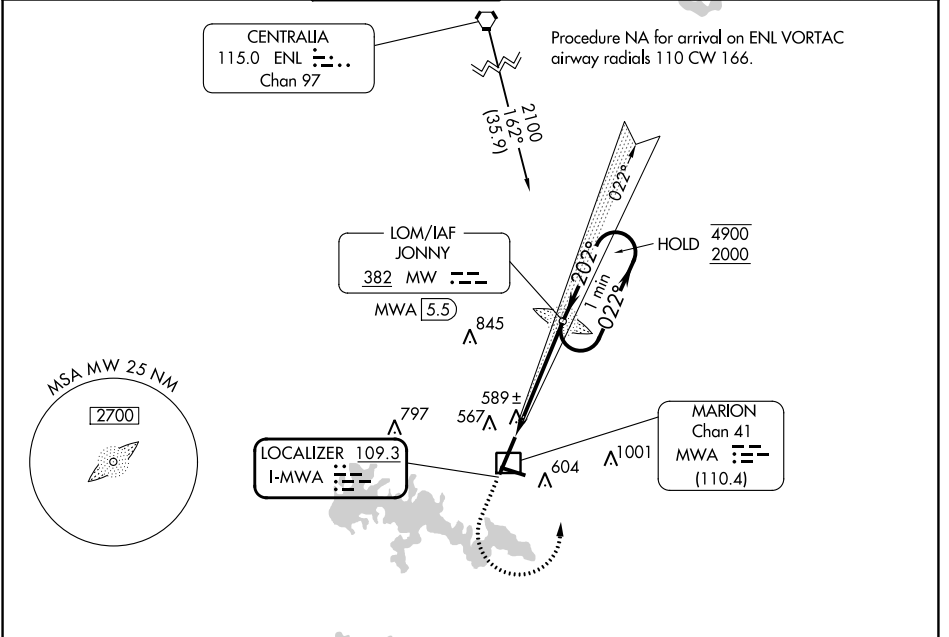 CENTRALIA
115.0 ENL
Chan 97
Procedure NA for arrival on ENL VORTAC
airway radials 110 CW 166.
2100
162°
(35.9)
022°
LOM/IAF
JONNY
382 MW
MWA 5.5
HOLD 4900
2000
202°
1 min
022°
845
MSA MW 25 NM
2700
589 ±
567
797
LOCALIZER 109.3
I-MWA
604
1001
MARION
Chan 41
MWA
(110.4)